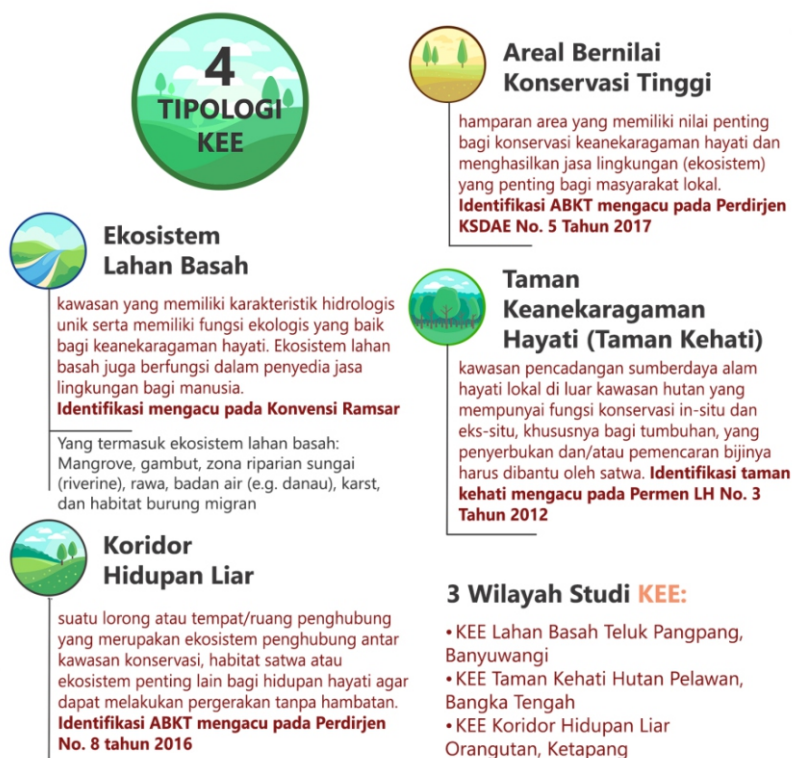 4
TIPOLOGI
KEE
Ekosistem
Lahan Basah
kawasan yang memiliki karakteristik hidrologis
unik serta memiliki fungsi ekologis yang baik
bagi keanekaragaman hayati. Ekosistem lahan
basah juga berfungsi dalam penyedia jasa
lingkungan bagi manusia.
Identifikasi mengacu pada Konvensi Ramsar
Yang termasuk ekosistem lahan basah:
Mangrove, gambut, zona riparian sungai
(riverine), rawa, badan air (e.g. danau), karst,
dan habitat burung migran
Koridor
Hidupan Liar
suatu lorong atau tempat/ruang penghubung
yang merupakan ekosistem penghubung antar
kawasan konservasi, habitat satwa atau
ekosistem penting lain bagi hidupan hayati agar
dapat melakukan pergerakan tanpa hambatan.
Identifikasi ABKT mengacu pada Perdirjen
No. 8 tahun 2016
Areal Bernilai
Konservasi Tinggi
hamparan area yang memiliki nilai penting
bagi konservasi keanekaragaman hayati dan
menghasilkan jasa lingkungan (ekosistem)
yang penting bagi masyarakat lokal.
Identifikasi ABKT mengacu pada Perdirjen
KSDAE No. 5 Tahun 2017
Taman
Keanekaragaman
Hayati (Taman Kehati)
kawasan pencadangan sumberdaya alam
hayati lokal di luar kawasan hutan yang
mempunyai fungsi konservasi in-situ dan
eks-situ, khususnya bagi tumbuhan, yang
penyerbukan dan/atau pemencaran bijinya
harus dibantu oleh satwa. Identifikasi taman
kehati mengacu pada Permen LH No. 3
Tahun 2012
3 Wilayah Studi KEE:
• KEE Lahan Basah Teluk Pangpang,
Banyuwangi
• KEE Taman Kehati Hutan Pelawan,
Bangka Tengah
• KEE Koridor Hidupan Liar
Orangutan, Ketapang